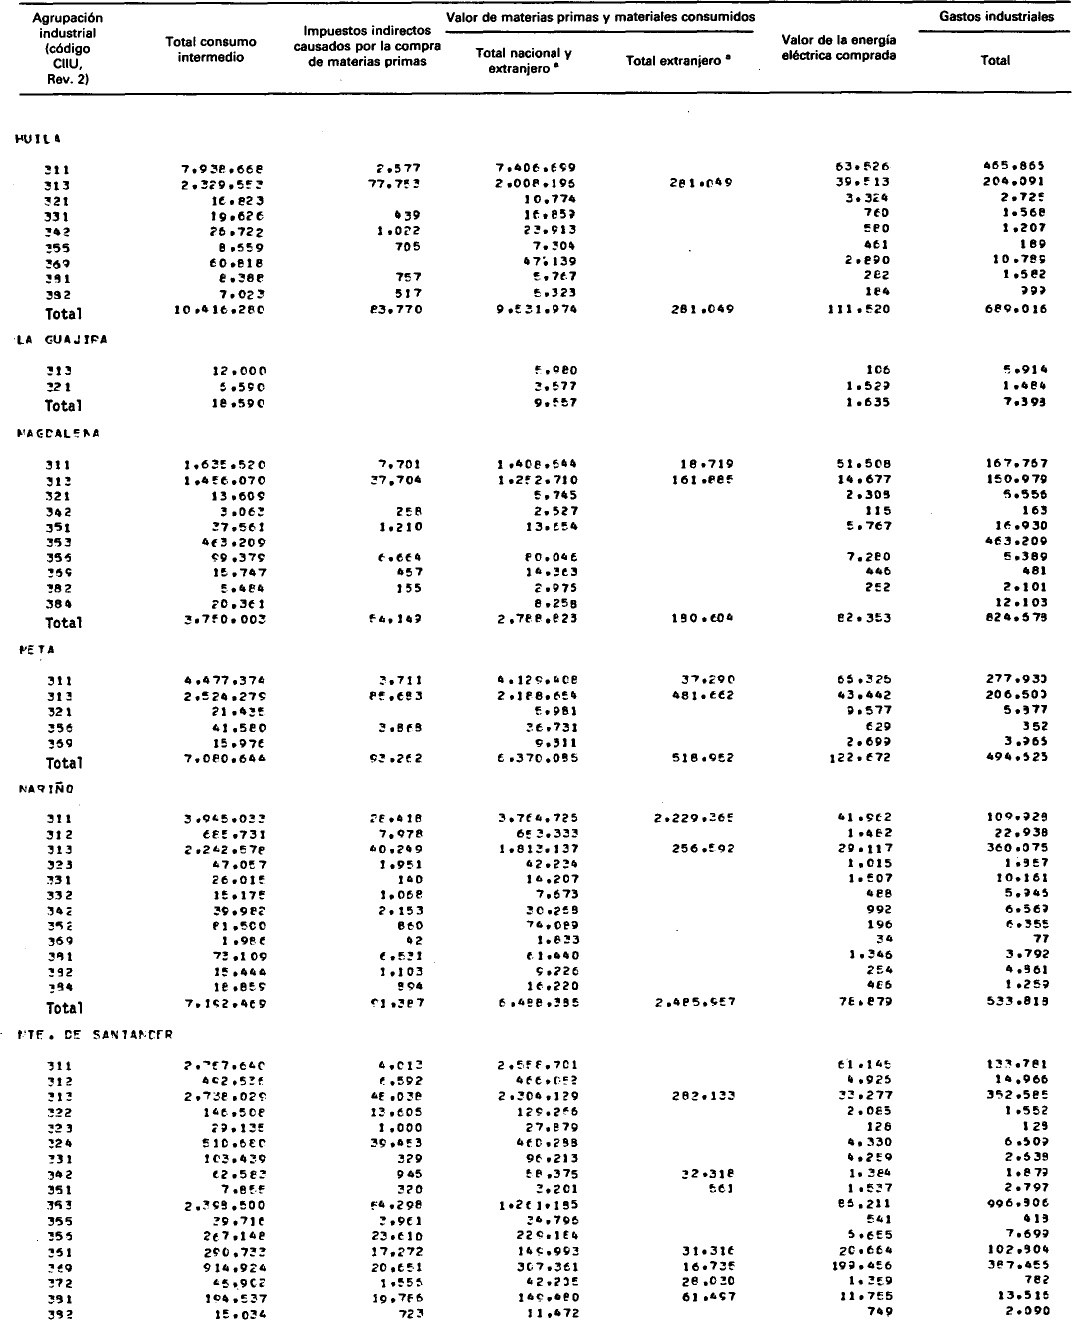 Agrupación industrial (código CIIU, Rev. 2) Total consumo intermedio Impuestos indirectos causados por la compra de materias primas Valor de materias primas y materiales consumidos Valor de la energía eléctrica comprada Gastos industriales
Total nacional y extranjero ª Total extranjero ª Total
HUILA
311 7.938.668 2.577 7.406.699 63.526 465.865
313 2.329.553 77.753 2.008.196 281.049 39.513 204.091
321 16.823 10.774 3.324 2.725
331 19.626 439 16.859 760 1.568
342 26.722 1.022 23.913 580 1.207
355 8.559 705 7.304 461 189
369 60.818 47.139 2.890 10.789
381 8.388 757 5.767 282 1.582
382 7.023 517 5.323 184 999
Total 10.416.280 83.770 9.531.974 281.049 111.520 689.016
LA GUAJIRA
313 12.000 5.980 106 5.914
321 6.590 3.577 1.529 1.484
Total 18.590 9.557 1.635 7.398
MAGDALENA
311 1.635.520 7.701 1.408.544 18.719 51.508 167.767
313 1.456.070 37.704 1.252.710 161.885 14.677 150.979
321 13.609 5.745 2.308 5.556
342 3.063 258 2.527 115 163
351 37.561 1.210 13.654 5.767 16.930
353 463.209 463.209
356 99.379 6.664 80.046 7.280 5.389
369 15.747 457 14.363 446 481
382 5.484 155 2.975 252 2.101
384 20.361 8.258 12.103
Total 3.750.003 54.149 2.788.823 180.604 82.353 824.678
META
311 4.477.374 3.711 4.129.408 37.290 65.325 277.930
313 2.524.279 85.683 2.188.654 481.662 43.442 206.500
321 21.435 5.981 9.577 5.877
356 41.580 3.868 36.731 629 352
369 15.976 9.311 2.699 3.965
Total 7.080.644 93.262 6.370.085 518.952 122.672 494.625
NARIÑO
311 3.945.033 28.418 3.764.725 2.229.365 41.962 109.928
312 685.731 7.978 653.333 1.482 22.938
313 2.242.578 40.249 1.813.137 256.592 29.117 360.075
323 47.057 1.951 42.234 1.015 1.857
331 26.015 140 14.207 1.507 10.161
332 15.175 1.068 7.673 488 5.946
342 39.982 2.153 30.258 992 6.569
352 81.500 860 74.089 196 6.355
369 1.986 42 1.833 34 77
381 73.109 6.531 61.440 1.346 3.792
382 15.444 1.103 9.226 254 4.861
384 18.859 894 16.220 486 1.259
Total 7.192.469 91.387 6.488.385 2.485.957 78.879 533.818
NTE. DE SANTANDER
311 2.757.640 4.013 2.558.701 61.145 133.781
312 492.535 6.592 466.052 4.925 14.966
313 2.738.029 48.038 2.304.129 282.133 33.277 352.585
322 146.508 13.605 129.266 2.085 1.552
323 29.135 1.000 27.879 128 128
324 510.680 39.453 460.288 4.330 6.509
331 103.439 329 96.213 4.259 2.638
342 62.583 945 58.375 32.318 1.384 1.879
351 7.855 320 3.201 561 1.537 2.797
353 2.398.500 54.298 1.261.185 86.211 996.806
355 39.716 3.961 34.796 541 418
356 267.148 23.610 229.184 5.655 7.699
361 290.733 17.272 149.993 31.316 20.664 102.804
369 914.924 20.651 307.361 16.735 199.456 387.455
372 45.902 1.555 42.235 28.030 1.359 782
381 194.537 19.786 149.480 61.497 11.755 13.516
382 15.034 723 11.472 749 2.090